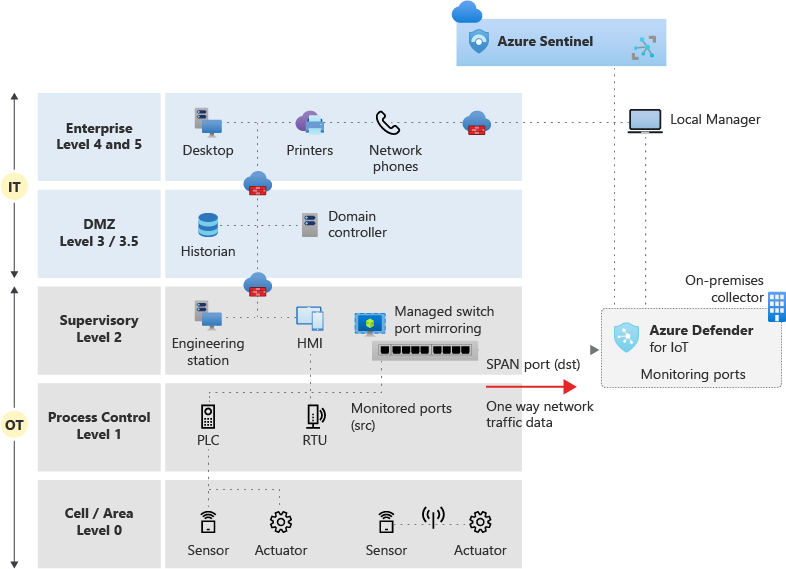 Azure Sentinel
Enterprise
Level 4 and 5
Desktop
Printers
Network
phones
Local Manager
IT
DMZ
Level 3 / 3.5
Historian
Domain
controller
Supervisory
Level 2
Engineering
station
HMI
Managed switch
port mirroring
On-premises
collector
Azure Defender
for IoT
Monitoring ports
SPAN port (dst)
One way network
traffic data
OT
Process Control
Level 1
PLC
RTU
Monitored ports
(src)
Cell / Area
Level 0
Sensor
Actuator
Sensor
Actuator